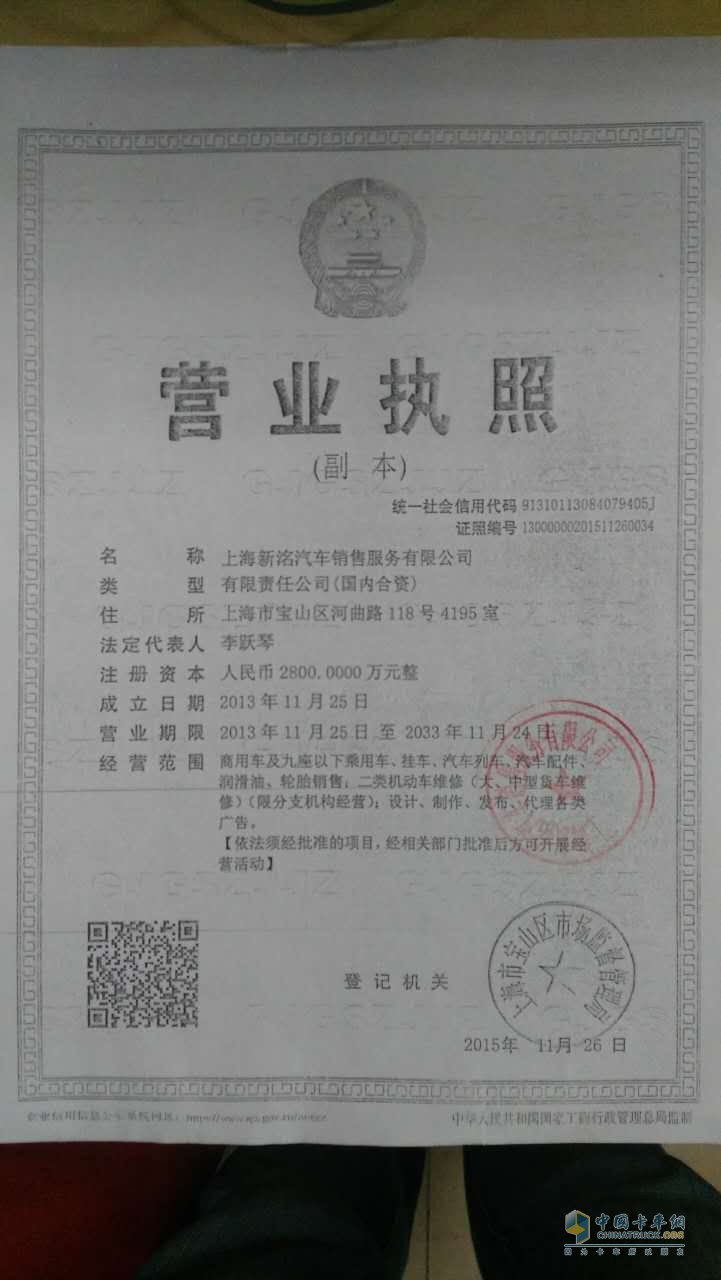 营业执照
(副 本)
统一社会信用代码 91310113084079405J
证照编号 13000000201511260034
名 称 上海新洺汽车销售服务有限公司
类 型 有限责任公司(国内合资)
住 所 上海市宝山区河曲路118号4195室
法定代表人 李跃琴
注册资本 人民币2800.0000万元整
成立日期 2013年11月25日
营业期限 2013年11月25日 至 2033年11月24日
经营范围 商用车及九座以下乘用车、挂车、汽车列车、汽车配件、
润滑油、轮胎销售；二类机动车维修（大、中型货车维
修）（限分支机构经营）；设计、制作、发布、代理各类
广告。
【依法须经批准的项目，经相关部门批准后方可开展经
营活动】
服务有限公司
登记机关
上海市宝山区市场监督管理局
2015年 11月 26日
企业信用信息公示系统网址：
中华人民共和国国家工商行政管理总局监制
中国卡车网
CHINATRUCK.ORG
因为卡车所以朋友